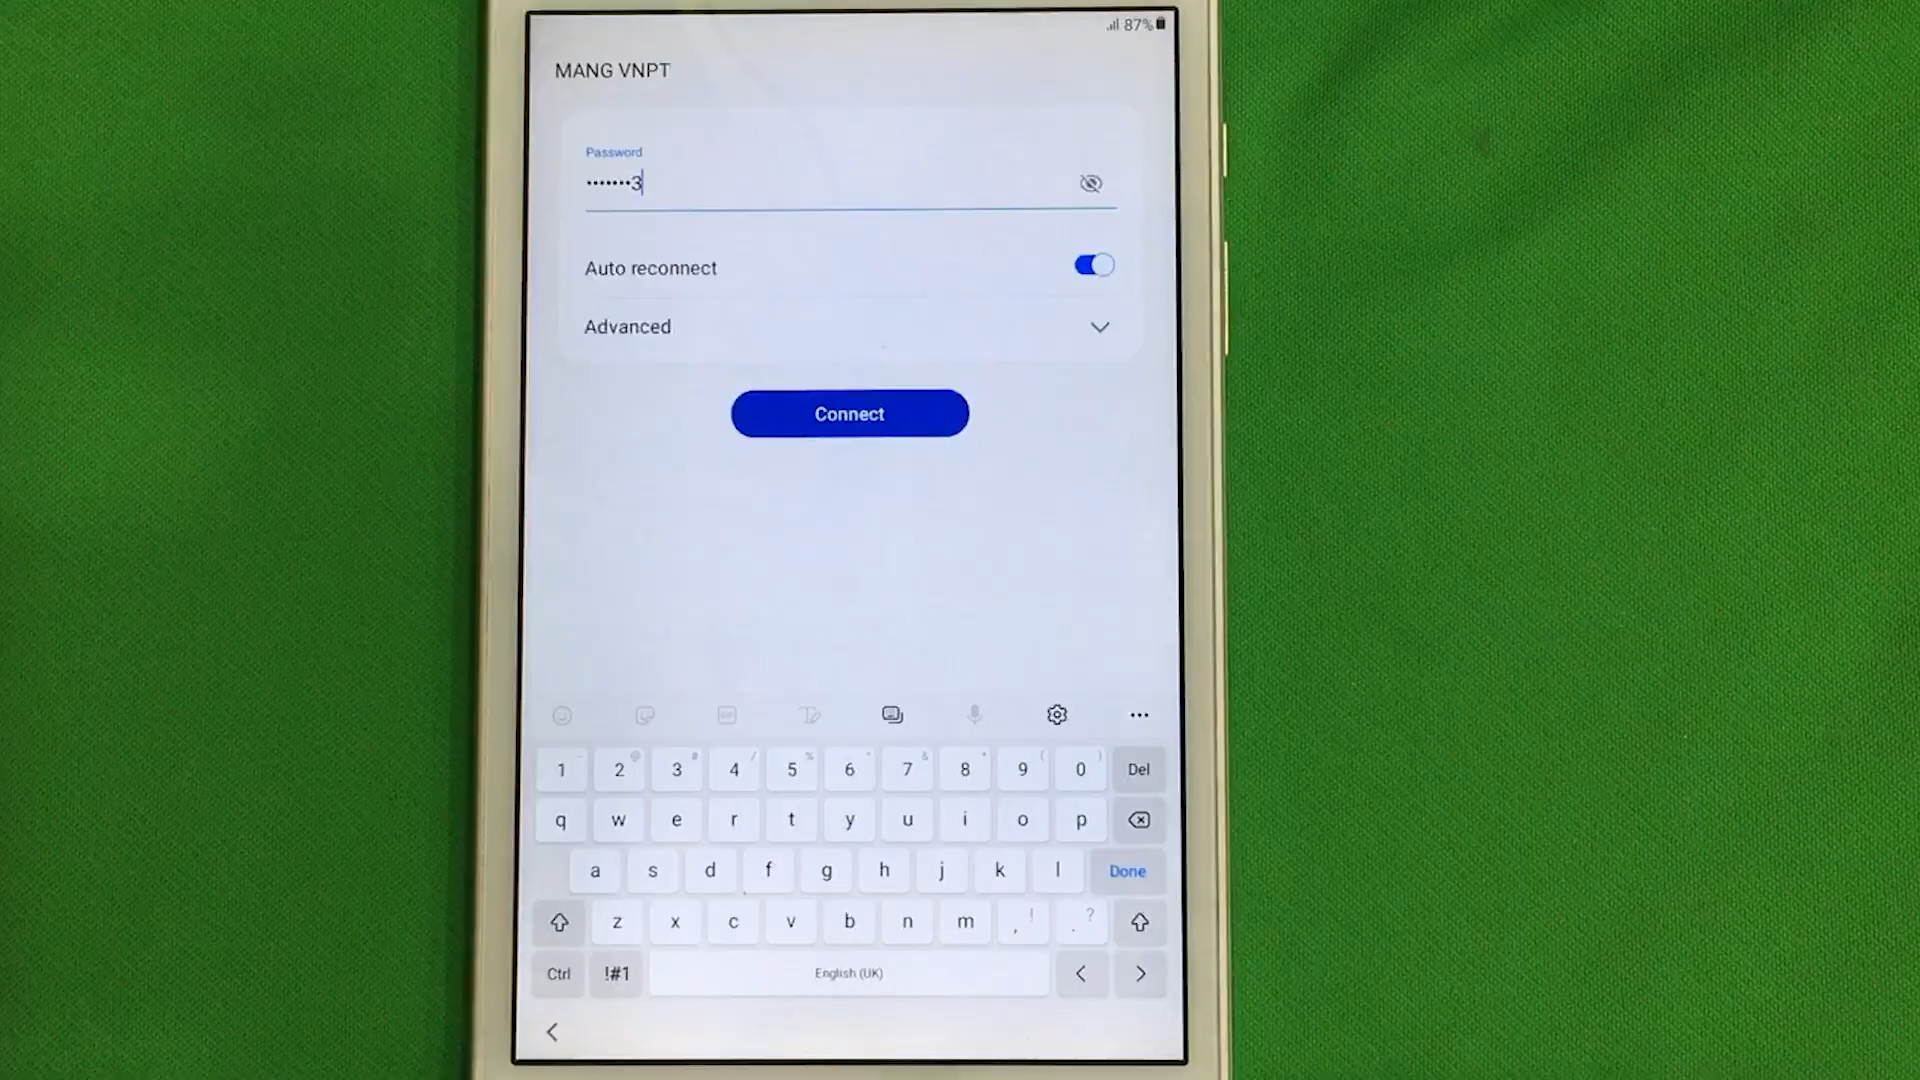 87%
MANG VNPT
Password
•••••••3
Auto reconnect
Advanced
Connect
GIF
1 2 @ 3 # 4 / 5 % 6 ^ 7 & 8 * 9 ( 0 ) Del
q w e r t y u i o p
a s d f g h j k l Done
z x c v b n m , ! . ?
Ctrl !#1 English (UK) < >